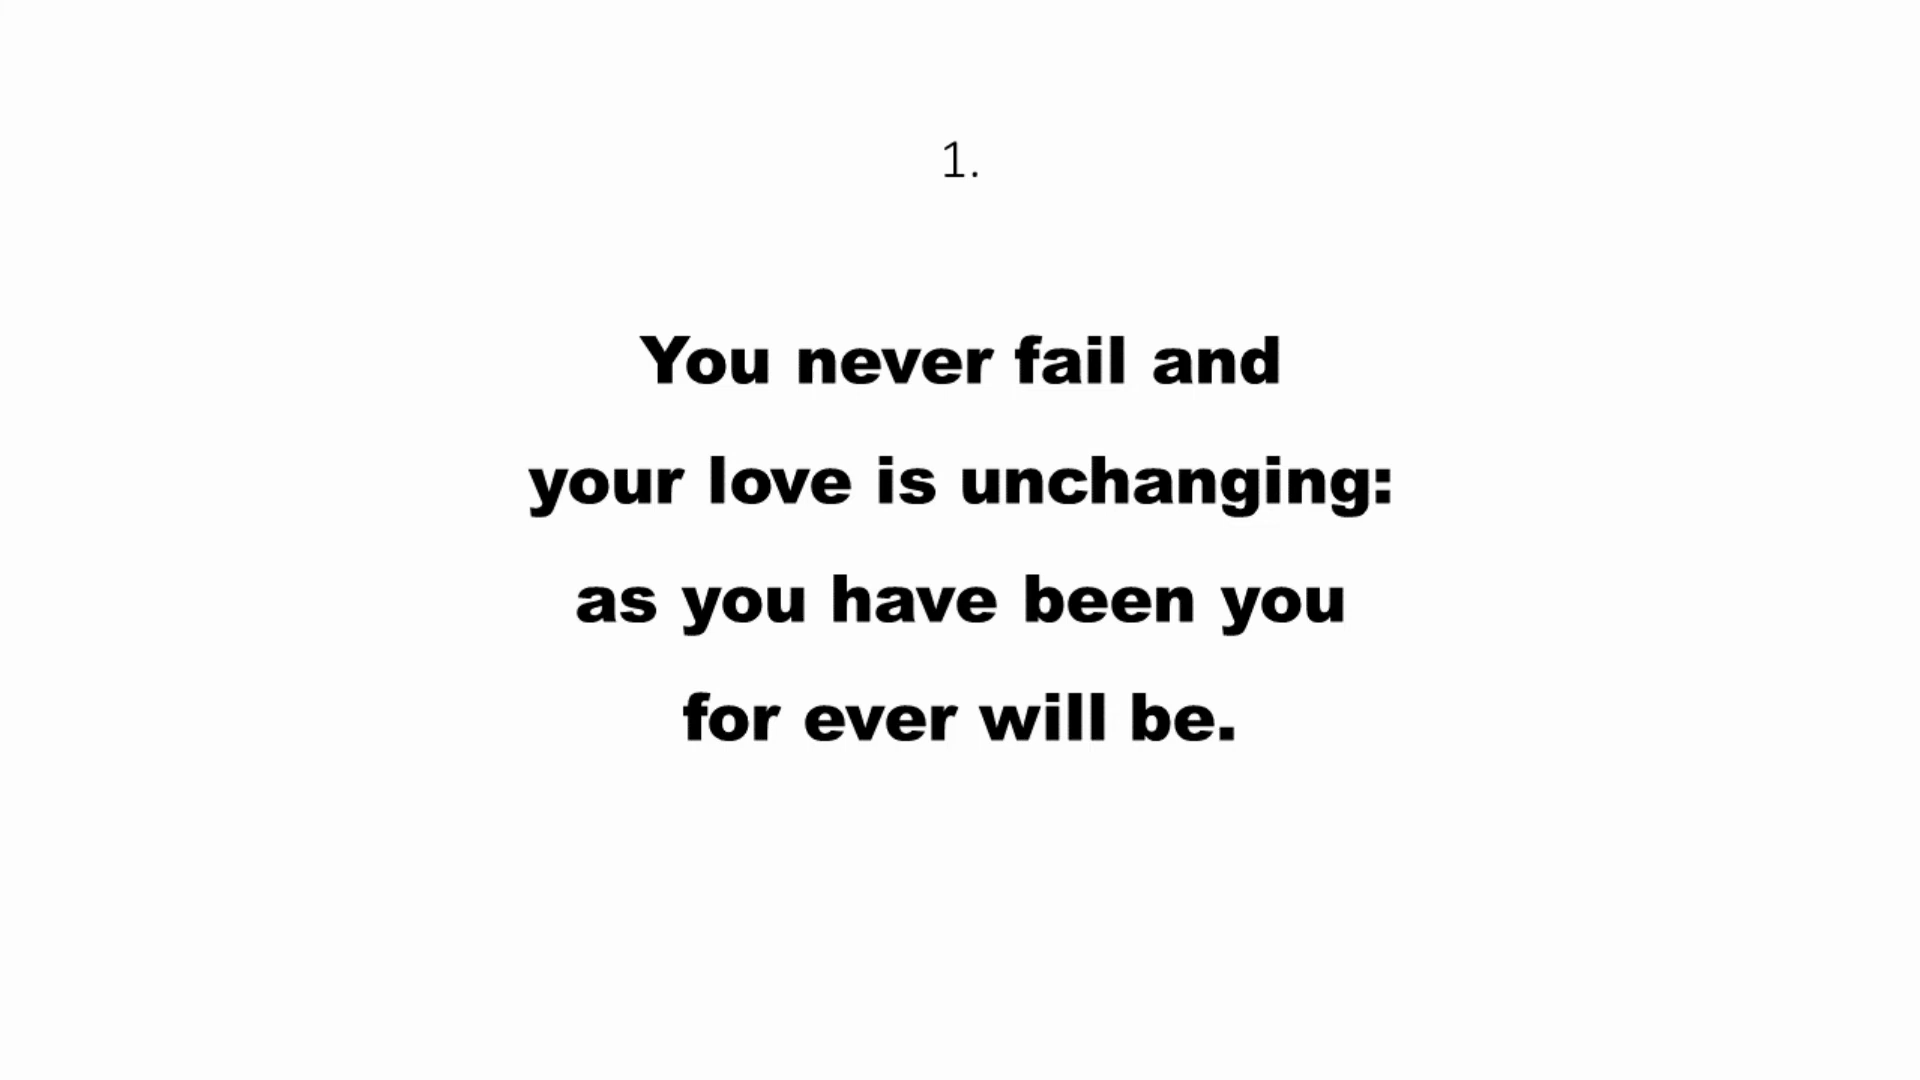 1.
You never fail and
your love is unchanging:
as you have been you
for ever will be.